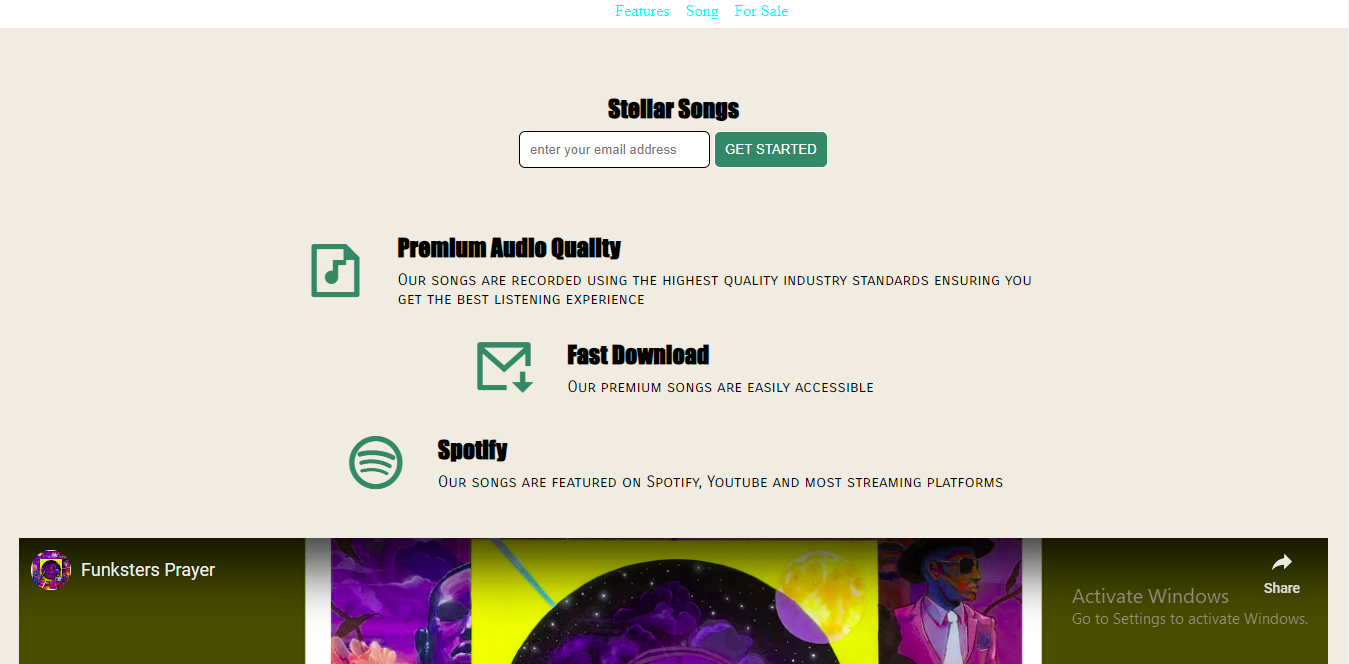 Features Song For Sale
Stellar Songs
enter your email address GET STARTED
Premium Audio Quality
Our songs are recorded using the highest quality industry standards ensuring you
get the best listening experience
Fast Download
Our premium songs are easily accessible
Spotify
Our songs are featured on Spotify, Youtube and most streaming platforms
Funksters Prayer
Share
Activate Windows
Go to Settings to activate Windows.